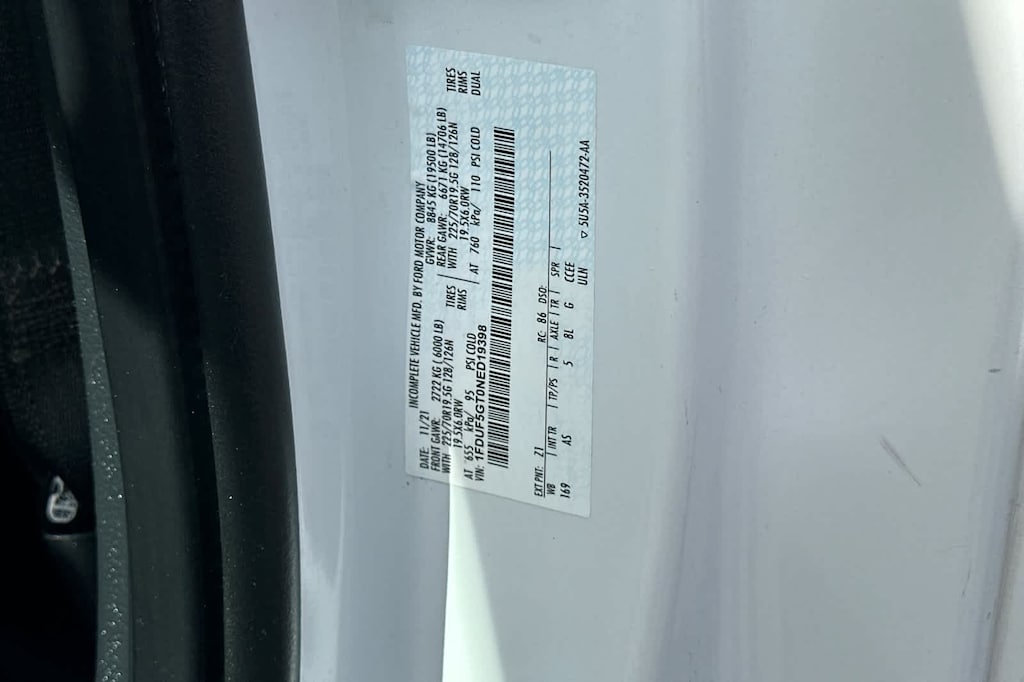 INCOMPLETE VEHICLE MFD. BY FORD MOTOR COMPANY
DATE: 11/21 GVWR: 8845 KG (19500 LB)
FRONT GAWR: 2722 KG ( 6000 LB) REAR GAWR: 6671 KG (14706 LB)
WITH 225/70R19.5G 128/126N TIRES WITH 225/70R19.5G 128/126N TIRES
19.5X6.0RW RIMS 19.5X6.0RW RIMS
AT 655 kPa/ 95 PSI COLD AT 760 kPa/ 110 PSI COLD DUAL
VIN: 1FDUF5GT0NED19398
EXT PNT: Z1 RC: 86 DSO:
WB INT TR TP/PS R AXLE TR SPR
169 AS 5 BL G CCEE
ULN
▽ 5U5A-3520472-AA